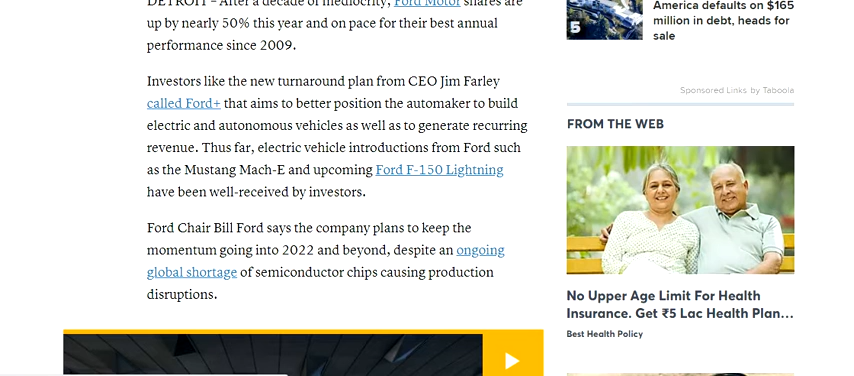 DETROIT – After a decade of mediocrity, Ford Motor shares are
up by nearly 50% this year and on pace for their best annual
performance since 2009.
Investors like the new turnaround plan from CEO Jim Farley
called Ford+ that aims to better position the automaker to build
electric and autonomous vehicles as well as to generate recurring
revenue. Thus far, electric vehicle introductions from Ford such
as the Mustang Mach-E and upcoming Ford F-150 Lightning
have been well-received by investors.
Ford Chair Bill Ford says the company plans to keep the
momentum going into 2022 and beyond, despite an ongoing
global shortage of semiconductor chips causing production
disruptions.
5
America defaults on $165
million in debt, heads for
sale
Sponsored Links by Taboola
FROM THE WEB
No Upper Age Limit For Health
Insurance. Get ₹5 Lac Health Plan...
Best Health Policy